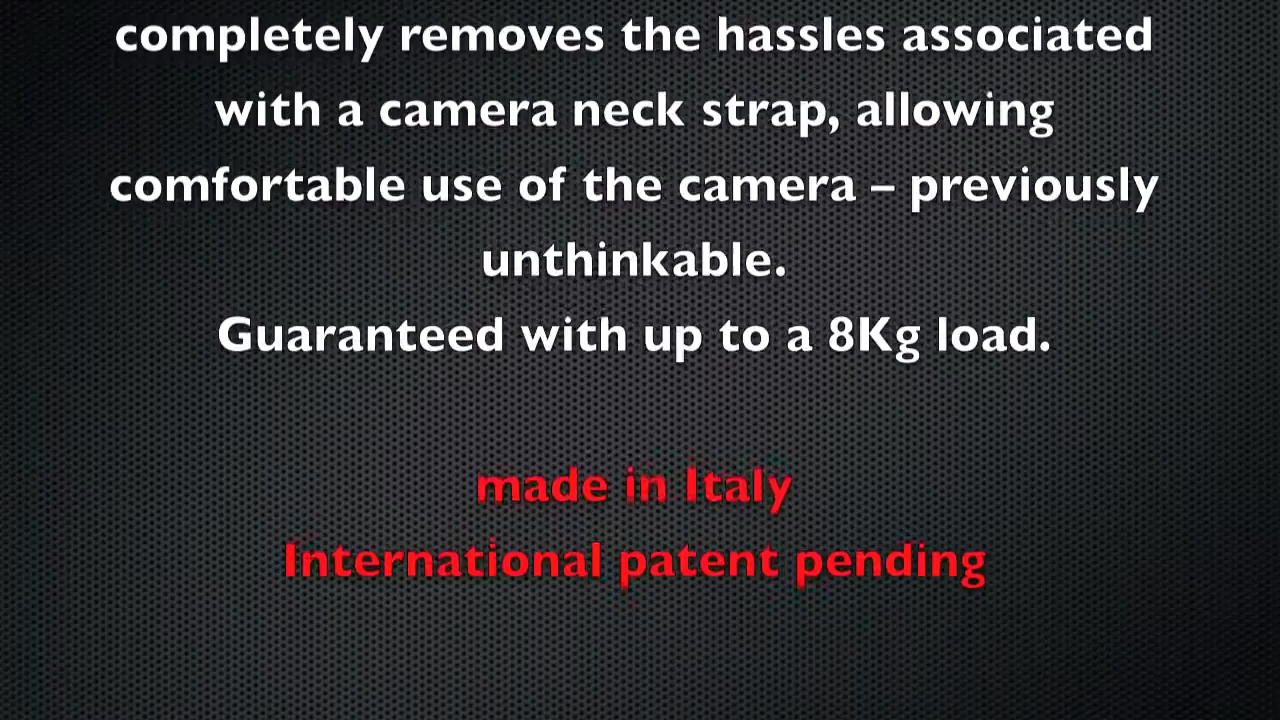 completely removes the hassles associated
with a camera neck strap, allowing
comfortable use of the camera – previously
unthinkable.
Guaranteed with up to a 8Kg load.
made in Italy
International patent pending